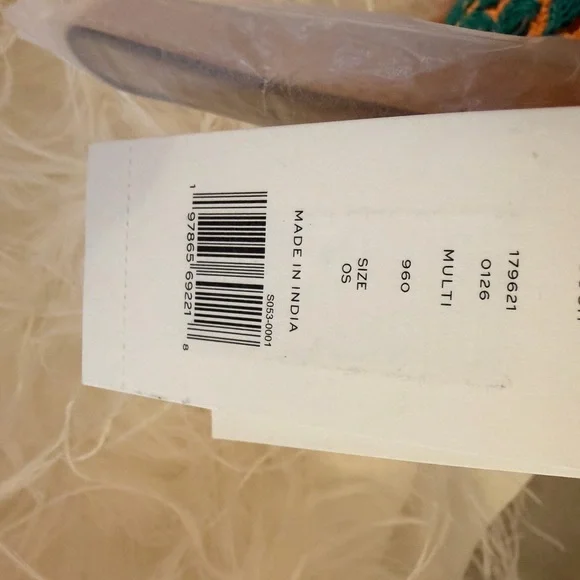 179621
0126
MULTI
960
SIZE
OS
MADE IN INDIA
S053-0001
1 97865 69221 8